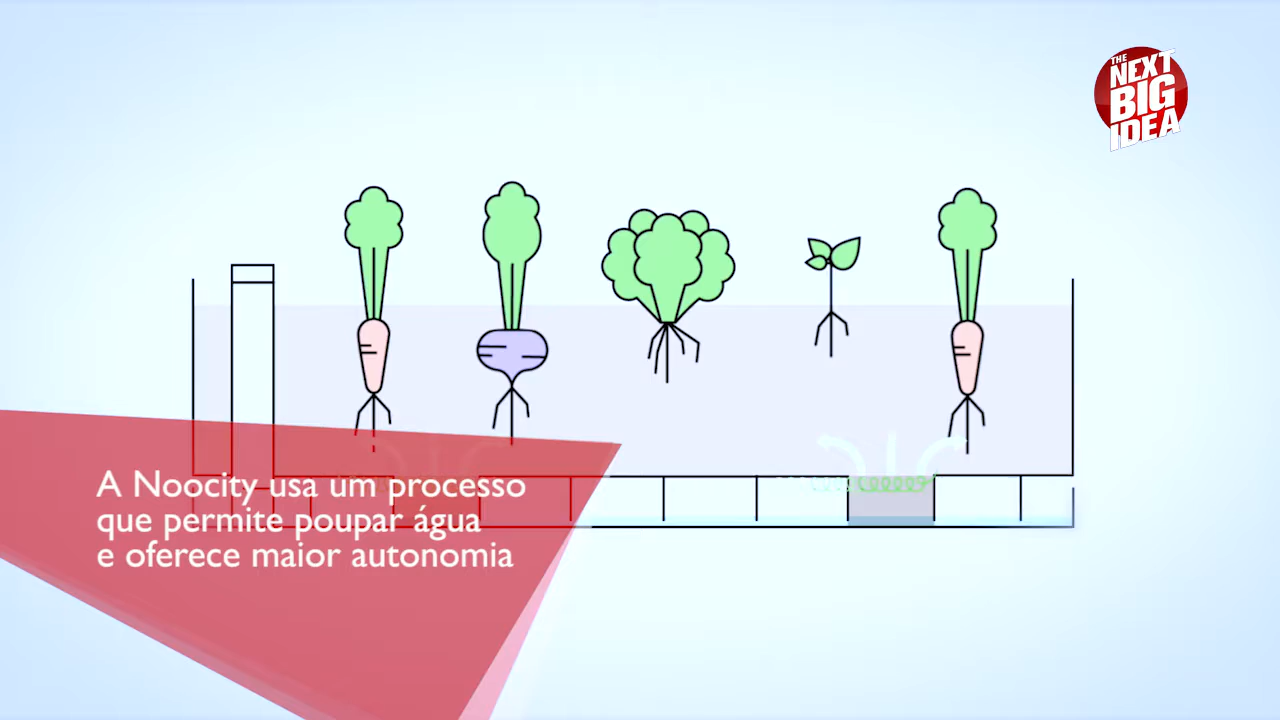 THE
NEXT
BIG
IDEA
A Noocity usa um processo
que permite poupar água
e oferece maior autonomia